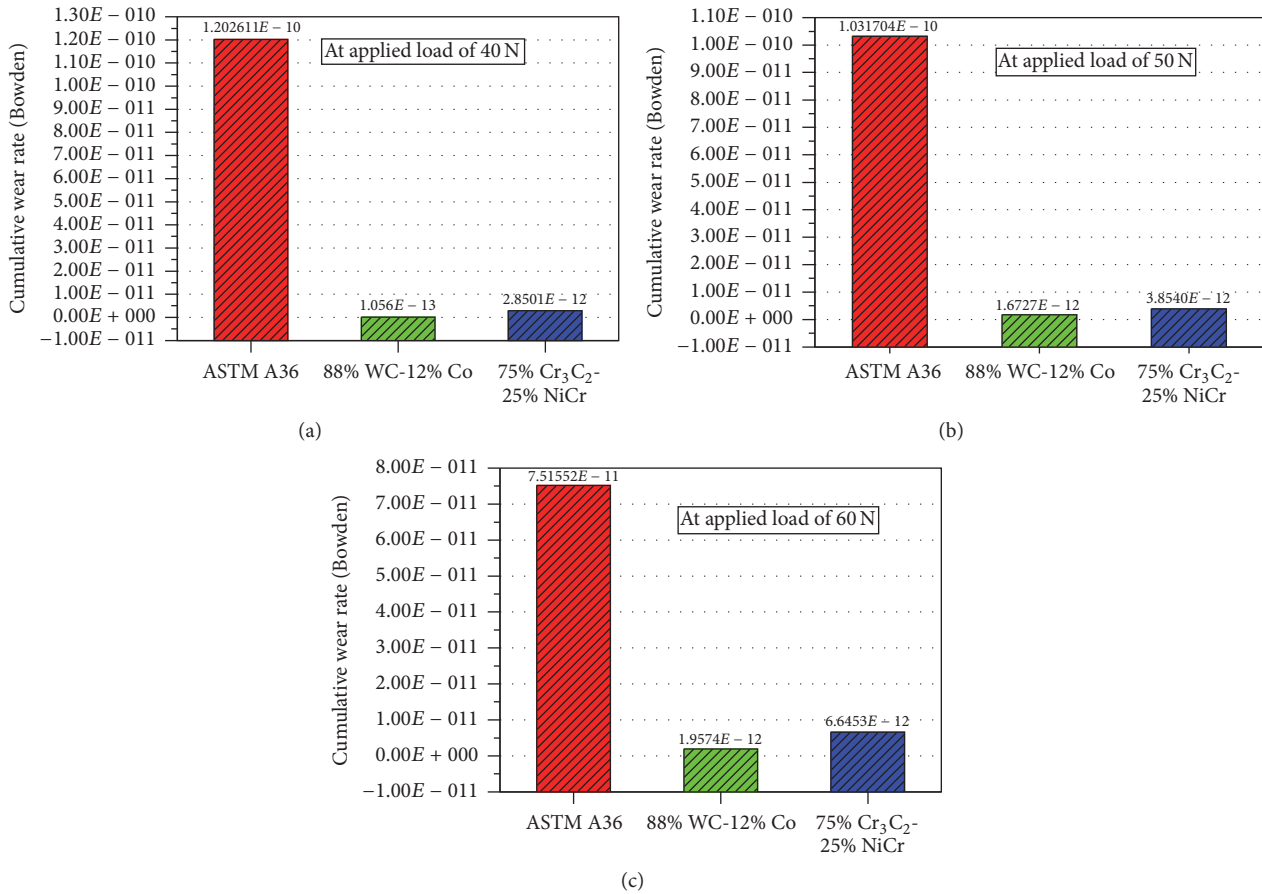 Cumulative wear rate (Bowden)
1.30E − 010
1.20E − 010
1.10E − 010
1.00E − 010
9.00E − 011
8.00E − 011
7.00E − 011
6.00E − 011
5.00E − 011
4.00E − 011
3.00E − 011
2.00E − 011
1.00E − 011
0.00E + 000
−1.00E − 011
1.202611E − 10
At applied load of 40 N
1.056E − 13
2.8501E − 12
ASTM A36
88% WC-12% Co
75% Cr₃C₂-
25% NiCr
(a)
Cumulative wear rate (Bowden)
1.10E − 010
1.00E − 010
9.00E − 011
8.00E − 011
7.00E − 011
6.00E − 011
5.00E − 011
4.00E − 011
3.00E − 011
2.00E − 011
1.00E − 011
0.00E + 000
−1.00E − 011
1.031704E − 10
At applied load of 50 N
1.6727E − 12
3.8540E − 12
ASTM A36
88% WC-12% Co
75% Cr₃C₂-
25% NiCr
(b)
Cumulative wear rate (Bowden)
8.00E − 011
7.00E − 011
6.00E − 011
5.00E − 011
4.00E − 011
3.00E − 011
2.00E − 011
1.00E − 011
0.00E + 000
−1.00E − 011
7.51552E − 11
At applied load of 60 N
1.9574E − 12
6.6453E − 12
ASTM A36
88% WC-12% Co
75% Cr₃C₂-
25% NiCr
(c)